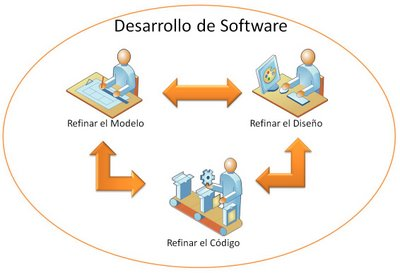 Desarrollo de Software
Refinar el Modelo
Refinar el Diseño
Refinar el Código